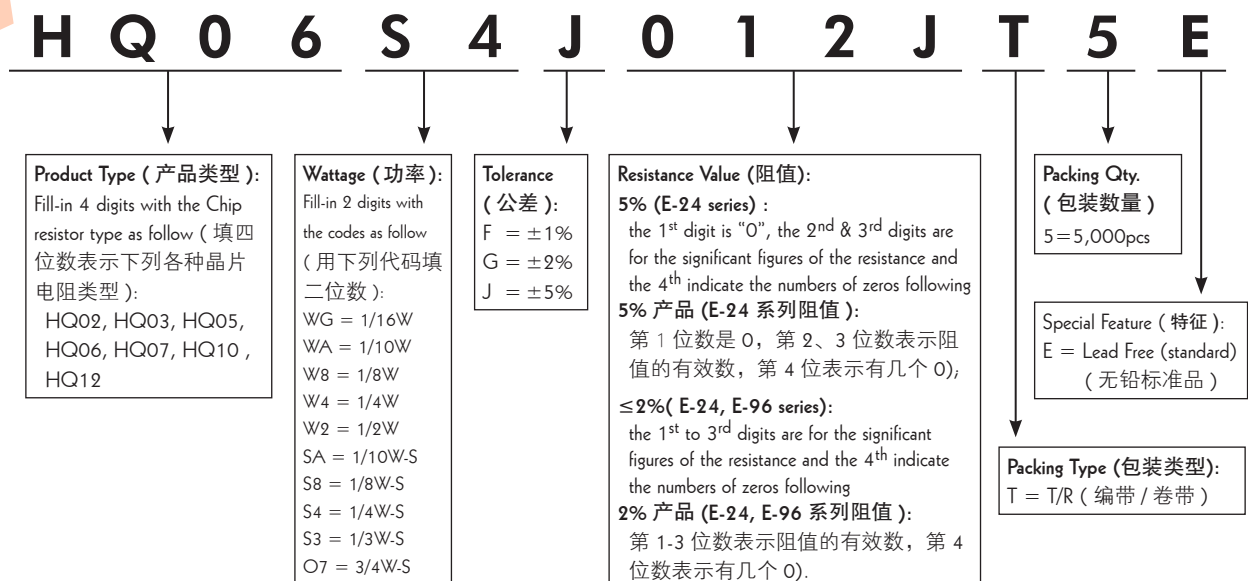 H Q 0 6 S 4 J 0 1 2 J T 5 E
Product Type ( 产品类型 ):
Fill-in 4 digits with the Chip
resistor type as follow ( 填四
位数表示下列各种晶片
电阻类型 ):
HQ02, HQ03, HQ05,
HQ06, HQ07, HQ10 ,
HQ12
Wattage ( 功率 ):
Fill-in 2 digits with
the codes as follow
( 用下列代码填
二位数 ):
WG = 1/16W
WA = 1/10W
W8 = 1/8W
W4 = 1/4W
W2 = 1/2W
SA = 1/10W-S
S8 = 1/8W-S
S4 = 1/4W-S
S3 = 1/3W-S
O7 = 3/4W-S
Tolerance
( 公差 ):
F = ±1%
G = ±2%
J = ±5%
Resistance Value (阻值):
5% (E-24 series) :
the 1st digit is “0”, the 2nd & 3rd digits are
for the significant figures of the resistance and
the 4th indicate the numbers of zeros following
5% 产品 (E-24 系列阻值 ):
第 1 位数是 0，第 2、3 位数表示阻
值的有效数，第 4 位表示有几个 0);
≤2%( E-24, E-96 series):
the 1st to 3rd digits are for the significant
figures of the resistance and the 4th indicate
the numbers of zeros following
2% 产品 (E-24, E-96 系列阻值 ):
第 1-3 位数表示阻值的有效数，第 4
位数表示有几个 0).
Packing Qty.
( 包装数量 )
5=5,000pcs
Special Feature ( 特征 ):
E = Lead Free (standard)
( 无铅标准品 )
Packing Type (包装类型):
T = T/R ( 编带 / 卷带 )